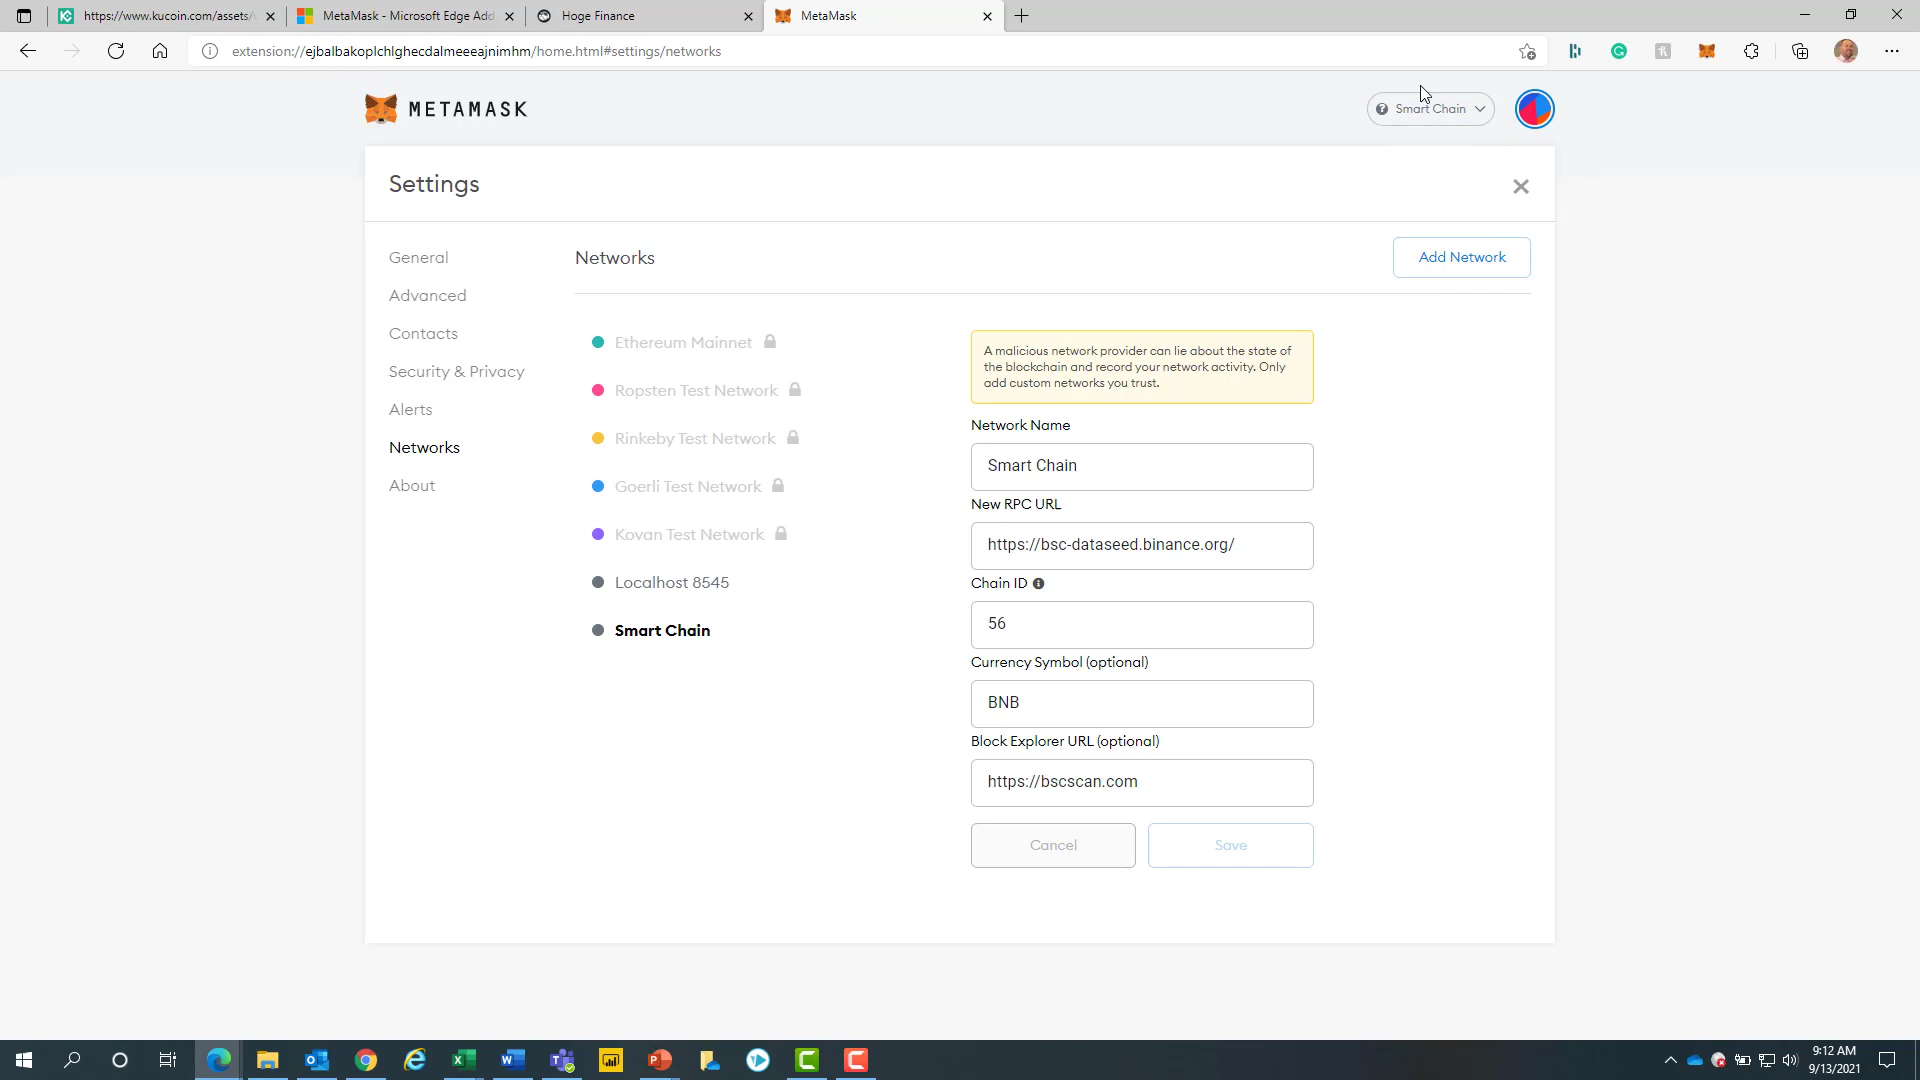 https://www.kucoin.com/assets/
MetaMask - Microsoft Edge Add
Hoge Finance
MetaMask
extension://ejbalbakoplchlghecdalmeeeajnimhm/home.html#settings/networks
METAMASK
Smart Chain
Settings
General
Advanced
Contacts
Security & Privacy
Alerts
Networks
About
Networks
Add Network
Ethereum Mainnet
Ropsten Test Network
Rinkeby Test Network
Goerli Test Network
Kovan Test Network
Localhost 8545
Smart Chain
A malicious network provider can lie about the state of
the blockchain and record your network activity. Only
add custom networks you trust.
Network Name
Smart Chain
New RPC URL
https://bsc-dataseed.binance.org/
Chain ID
56
Currency Symbol (optional)
BNB
Block Explorer URL (optional)
https://bscscan.com
Cancel
Save
9:12 AM
9/13/2021